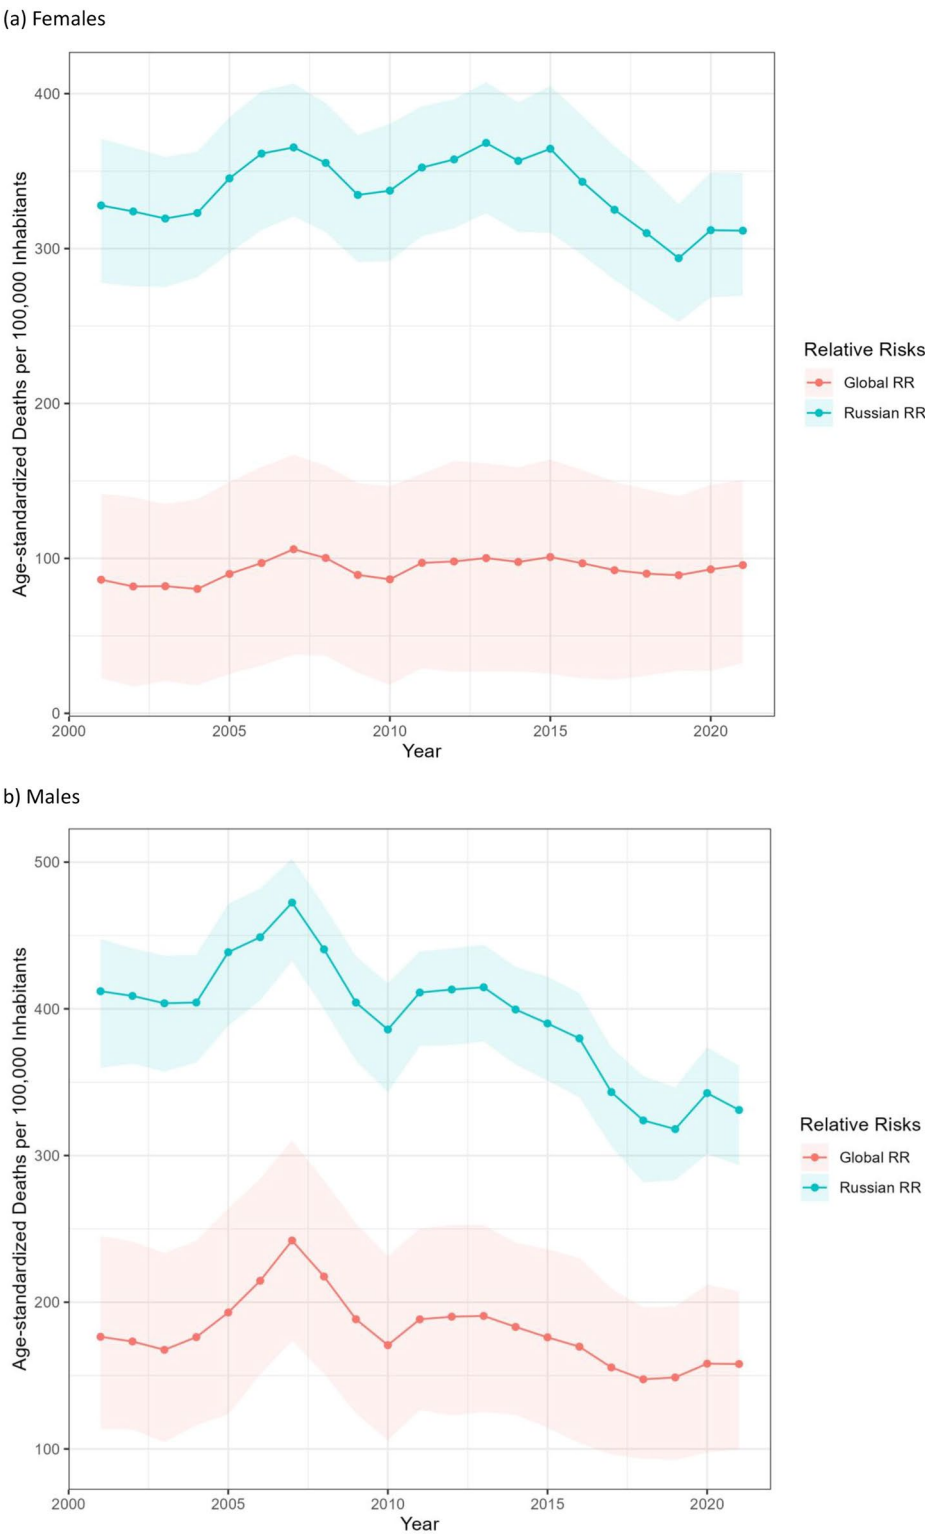 (a) Females
400
300
200
100
0
2000 2005 2010 2015 2020
Year
Age-standardized Deaths per 100,000 Inhabitants
Relative Risks
Global RR
Russian RR
b) Males
500
400
300
200
100
2000 2005 2010 2015 2020
Year
Age-standardized Deaths per 100,000 Inhabitants
Relative Risks
Global RR
Russian RR